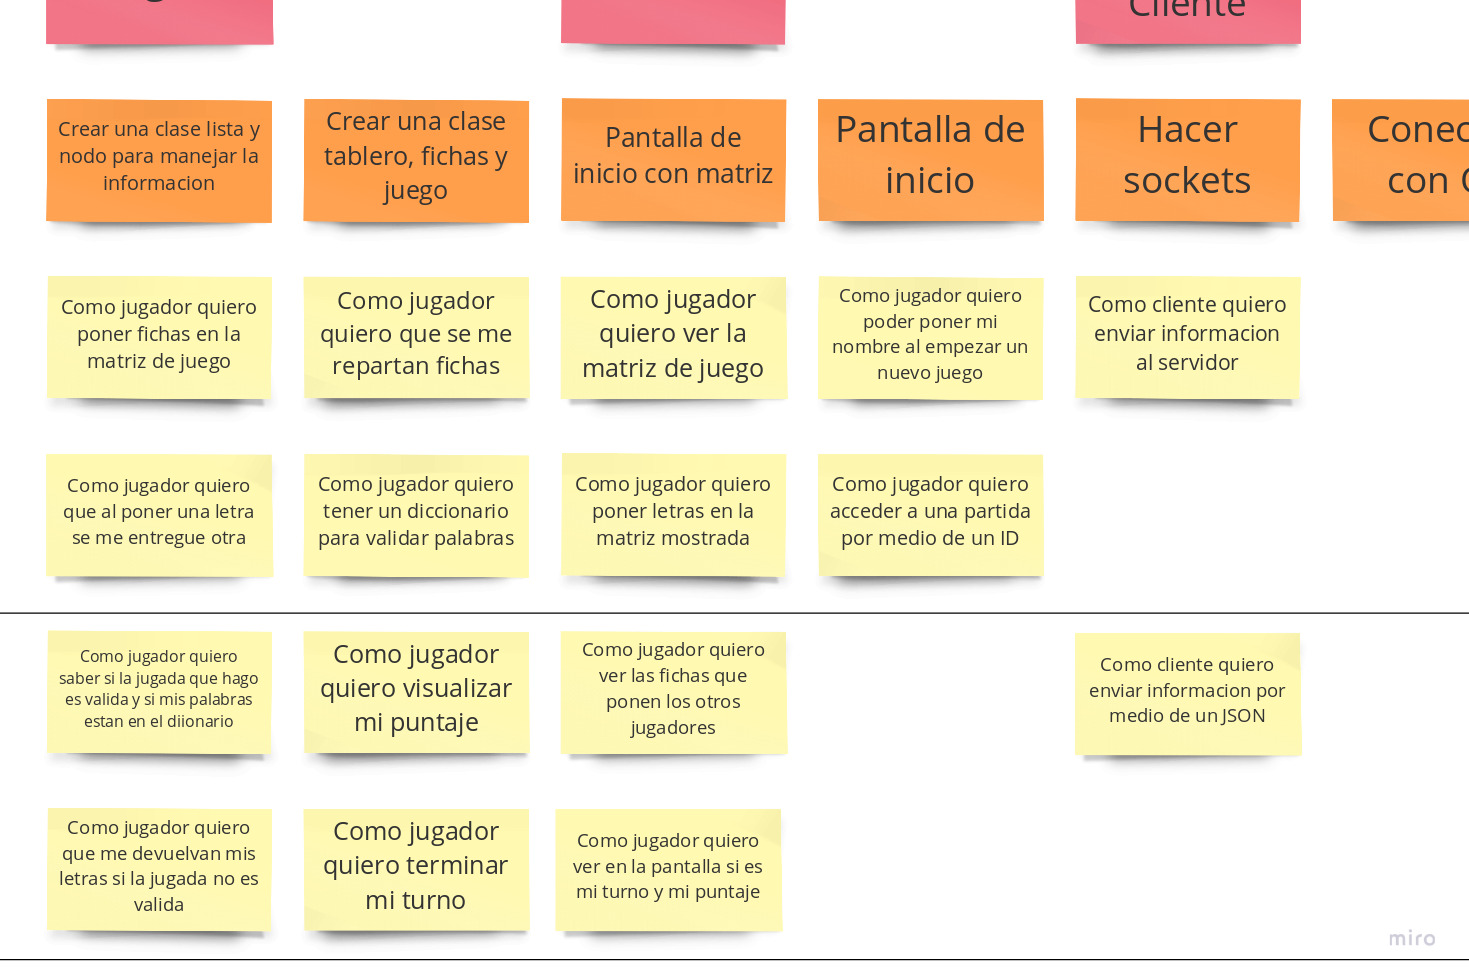 Cliente
Crear una clase lista y
nodo para manejar la
informacion
Crear una clase
tablero, fichas y
juego
Pantalla de
inicio con matriz
Pantalla de
inicio
Hacer
sockets
Conec
con
Como jugador quiero
poner fichas en la
matriz de juego
Como jugador
quiero que se me
repartan fichas
Como jugador
quiero ver la
matriz de juego
Como jugador quiero
poder poner mi
nombre al empezar un
nuevo juego
Como cliente quiero
enviar informacion
al servidor
Como jugador quiero
que al poner una letra
se me entregue otra
Como jugador quiero
tener un diccionario
para validar palabras
Como jugador quiero
poner letras en la
matriz mostrada
Como jugador quiero
acceder a una partida
por medio de un ID
Como jugador quiero
saber si la jugada que hago
es valida y si mis palabras
estan en el diionario
Como jugador
quiero visualizar
mi puntaje
Como jugador quiero
ver las fichas que
ponen los otros
jugadores
Como cliente quiero
enviar informacion por
medio de un JSON
Como jugador quiero
que me devuelvan mis
letras si la jugada no es
valida
Como jugador
quiero terminar
mi turno
Como jugador quiero
ver en la pantalla si es
mi turno y mi puntaje
miro